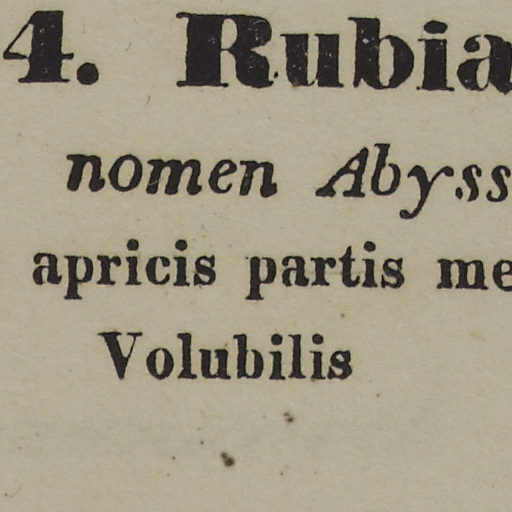 4. Rubia
nomen Abyss
apricis partis me
Volubilis